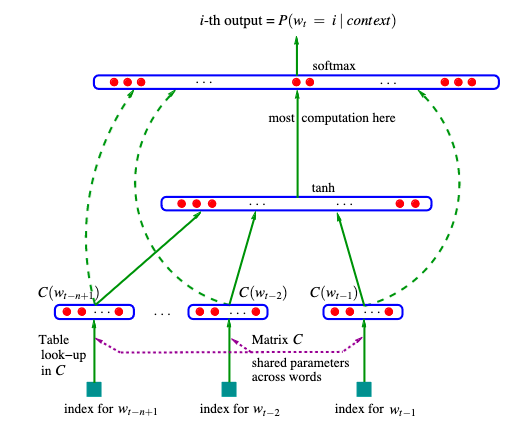 i-th output = P(w_t = i | context)
softmax
. . .
. . .
most computation here
tanh
. . .
. . .
C(w_{t−n+1})
C(w_{t−2})
C(w_{t−1})
. . .
. . .
. . .
. . .
Table
look−up
in C
Matrix C
shared parameters
across words
index for w_{t−n+1}
index for w_{t−2}
index for w_{t−1}